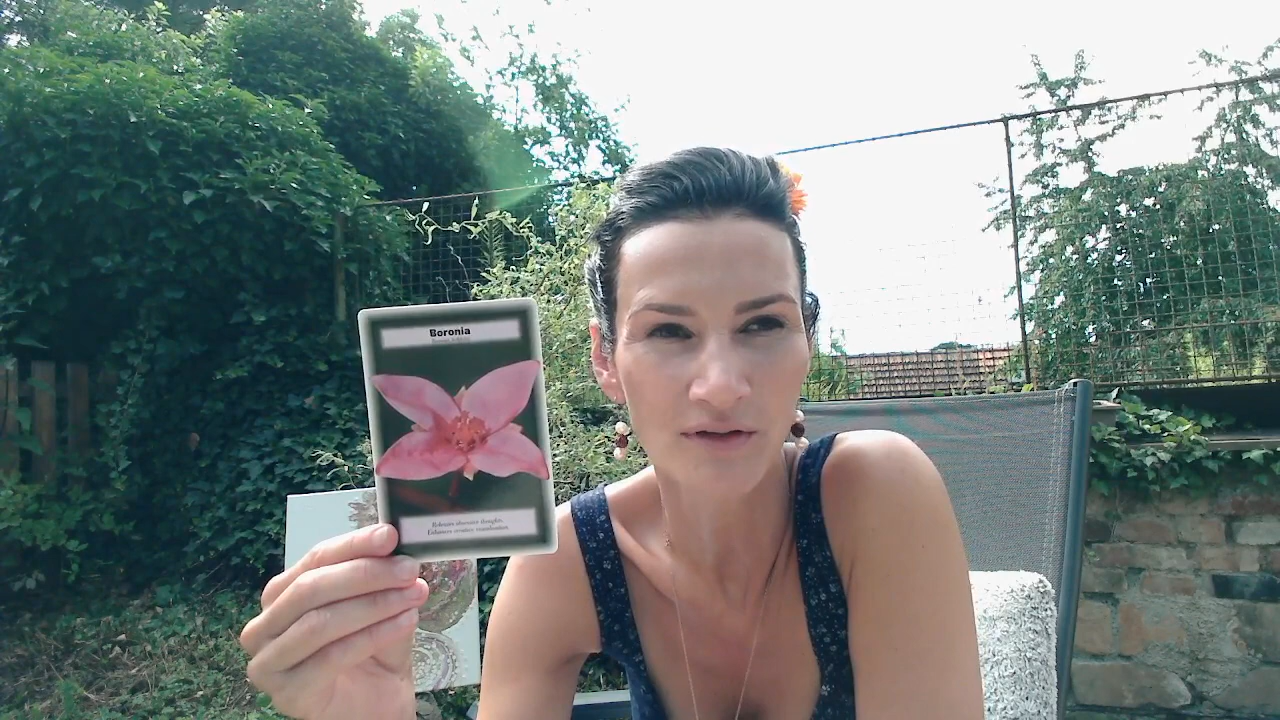 Boronia
Releases obsessive thoughts.
Enhances creative visualisation.